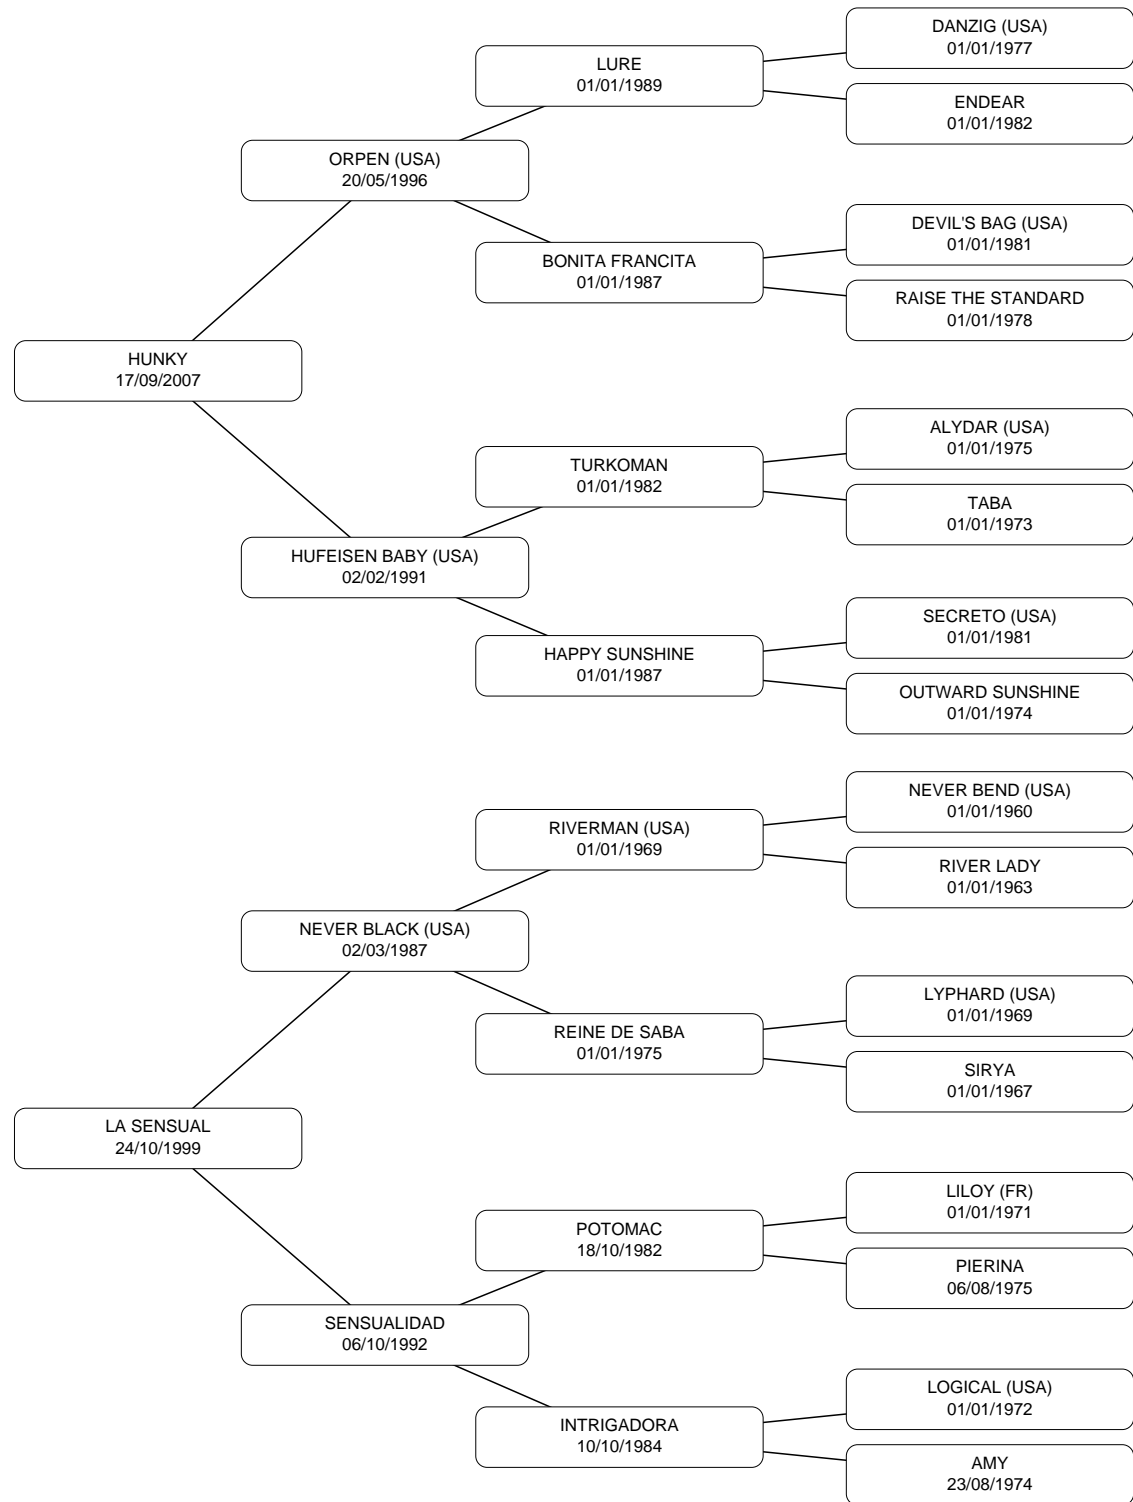 DANZIG (USA)
01/01/1977
LURE
01/01/1989
ENDEAR
01/01/1982
ORPEN (USA)
20/05/1996
DEVIL'S BAG (USA)
01/01/1981
BONITA FRANCITA
01/01/1987
RAISE THE STANDARD
01/01/1978
HUNKY
17/09/2007
ALYDAR (USA)
01/01/1975
TURKOMAN
01/01/1982
TABA
01/01/1973
HUFEISEN BABY (USA)
02/02/1991
SECRETO (USA)
01/01/1981
HAPPY SUNSHINE
01/01/1987
OUTWARD SUNSHINE
01/01/1974
NEVER BEND (USA)
01/01/1960
RIVERMAN (USA)
01/01/1969
RIVER LADY
01/01/1963
NEVER BLACK (USA)
02/03/1987
LYPHARD (USA)
01/01/1969
REINE DE SABA
01/01/1975
SIRYA
01/01/1967
LA SENSUAL
24/10/1999
LILOY (FR)
01/01/1971
POTOMAC
18/10/1982
PIERINA
06/08/1975
SENSUALIDAD
06/10/1992
LOGICAL (USA)
01/01/1972
INTRIGADORA
10/10/1984
AMY
23/08/1974